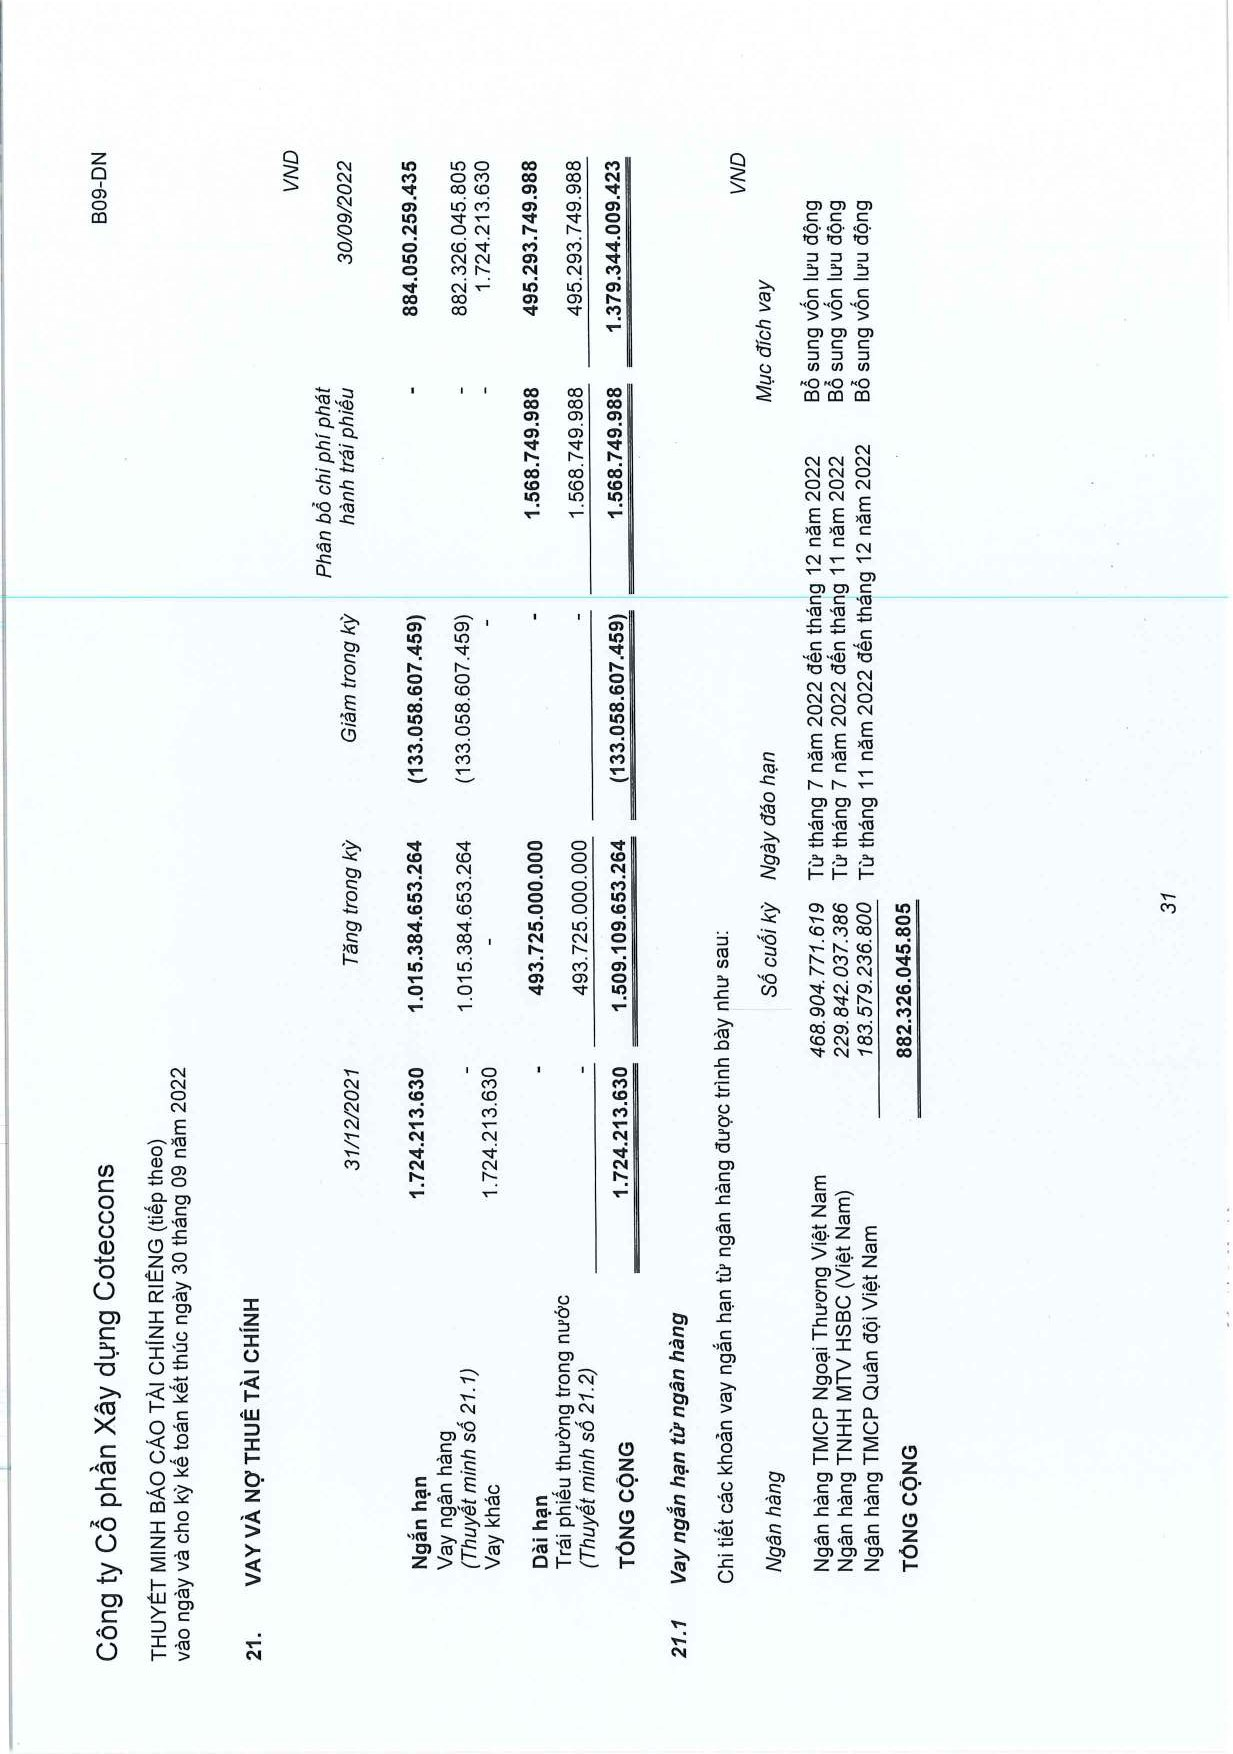 Công ty Cổ phần Xây dựng Coteccons B09-DN
THUYẾT MINH BÁO CÁO TÀI CHÍNH RIÊNG (tiếp theo)
vào ngày và cho kỳ kế toán kết thúc ngày 30 tháng 09 năm 2022
21. VAY VÀ NỢ THUÊ TÀI CHÍNH
VND
Phân bổ chi phí phát
31/12/2021 Tăng trong kỳ Giảm trong kỳ hành trái phiếu 30/09/2022
Ngắn hạn 1.724.213.630 1.015.384.653.264 (133.058.607.459) - 884.050.259.435
Vay ngân hàng
(Thuyết minh số 21.1) - 1.015.384.653.264 (133.058.607.459) - 882.326.045.805
Vay khác 1.724.213.630 - - - 1.724.213.630
Dài hạn - 493.725.000.000 - 1.568.749.988 495.293.749.988
Trái phiếu thường trong nước
(Thuyết minh số 21.2) - 493.725.000.000 - 1.568.749.988 495.293.749.988
TỔNG CỘNG 1.724.213.630 1.509.109.653.264 (133.058.607.459) 1.568.749.988 1.379.344.009.423
21.1 Vay ngắn hạn từ ngân hàng
Chi tiết các khoản vay ngắn hạn từ ngân hàng được trình bày như sau:
VND
Ngân hàng Số cuối kỳ Ngày đáo hạn Mục đích vay
Ngân hàng TMCP Ngoại Thương Việt Nam 468.904.771.619 Từ tháng 7 năm 2022 đến tháng 12 năm 2022 Bổ sung vốn lưu động
Ngân hàng TNHH MTV HSBC (Việt Nam) 229.842.037.386 Từ tháng 7 năm 2022 đến tháng 11 năm 2022 Bổ sung vốn lưu động
Ngân hàng TMCP Quân đội Việt Nam 183.579.236.800 Từ tháng 11 năm 2022 đến tháng 12 năm 2022 Bổ sung vốn lưu động
TỔNG CỘNG 882.326.045.805
31